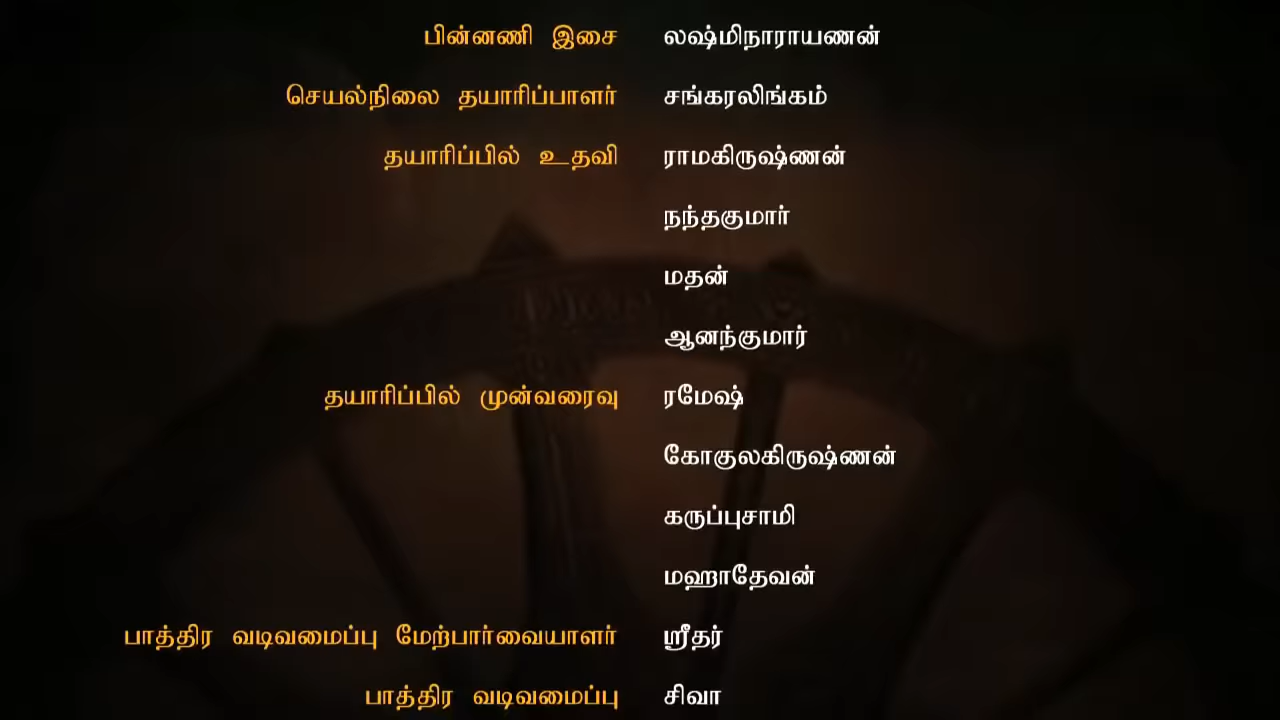 பின்னணி இசை லஷ்மிநாராயணன்
செயல்நிலை தயாரிப்பாளர் சங்கரலிங்கம்
தயாரிப்பில் உதவி ராமகிருஷ்ணன்
நந்தகுமார்
மதன்
ஆனந்குமார்
தயாரிப்பில் முன்வரைவு ரமேஷ்
கோகுலகிருஷ்ணன்
கருப்புசாமி
மஹாதேவன்
பாத்திர வடிவமைப்பு மேற்பார்வையாளர் ஸ்ரீதர்
பாத்திர வடிவமைப்பு சிவா